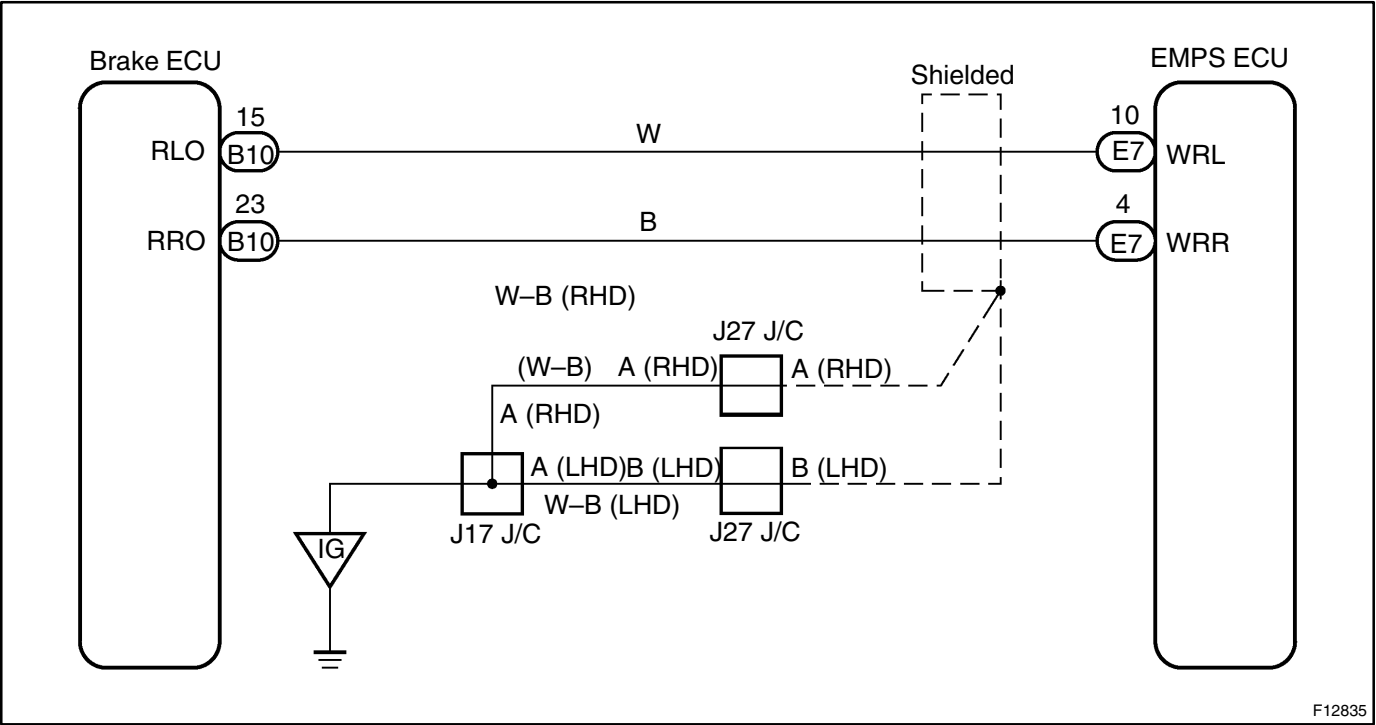 Brake ECU
EMPS ECU
Shielded
15
10
W
RLO
B10
E7
WRL
23
4
B
RRO
B10
E7
WRR
W–B (RHD)
J27 J/C
(W–B)
A (RHD)
A (RHD)
A (RHD)
A (LHD)
B (LHD)
B (LHD)
W–B (LHD)
J17 J/C
J27 J/C
IG
F12835